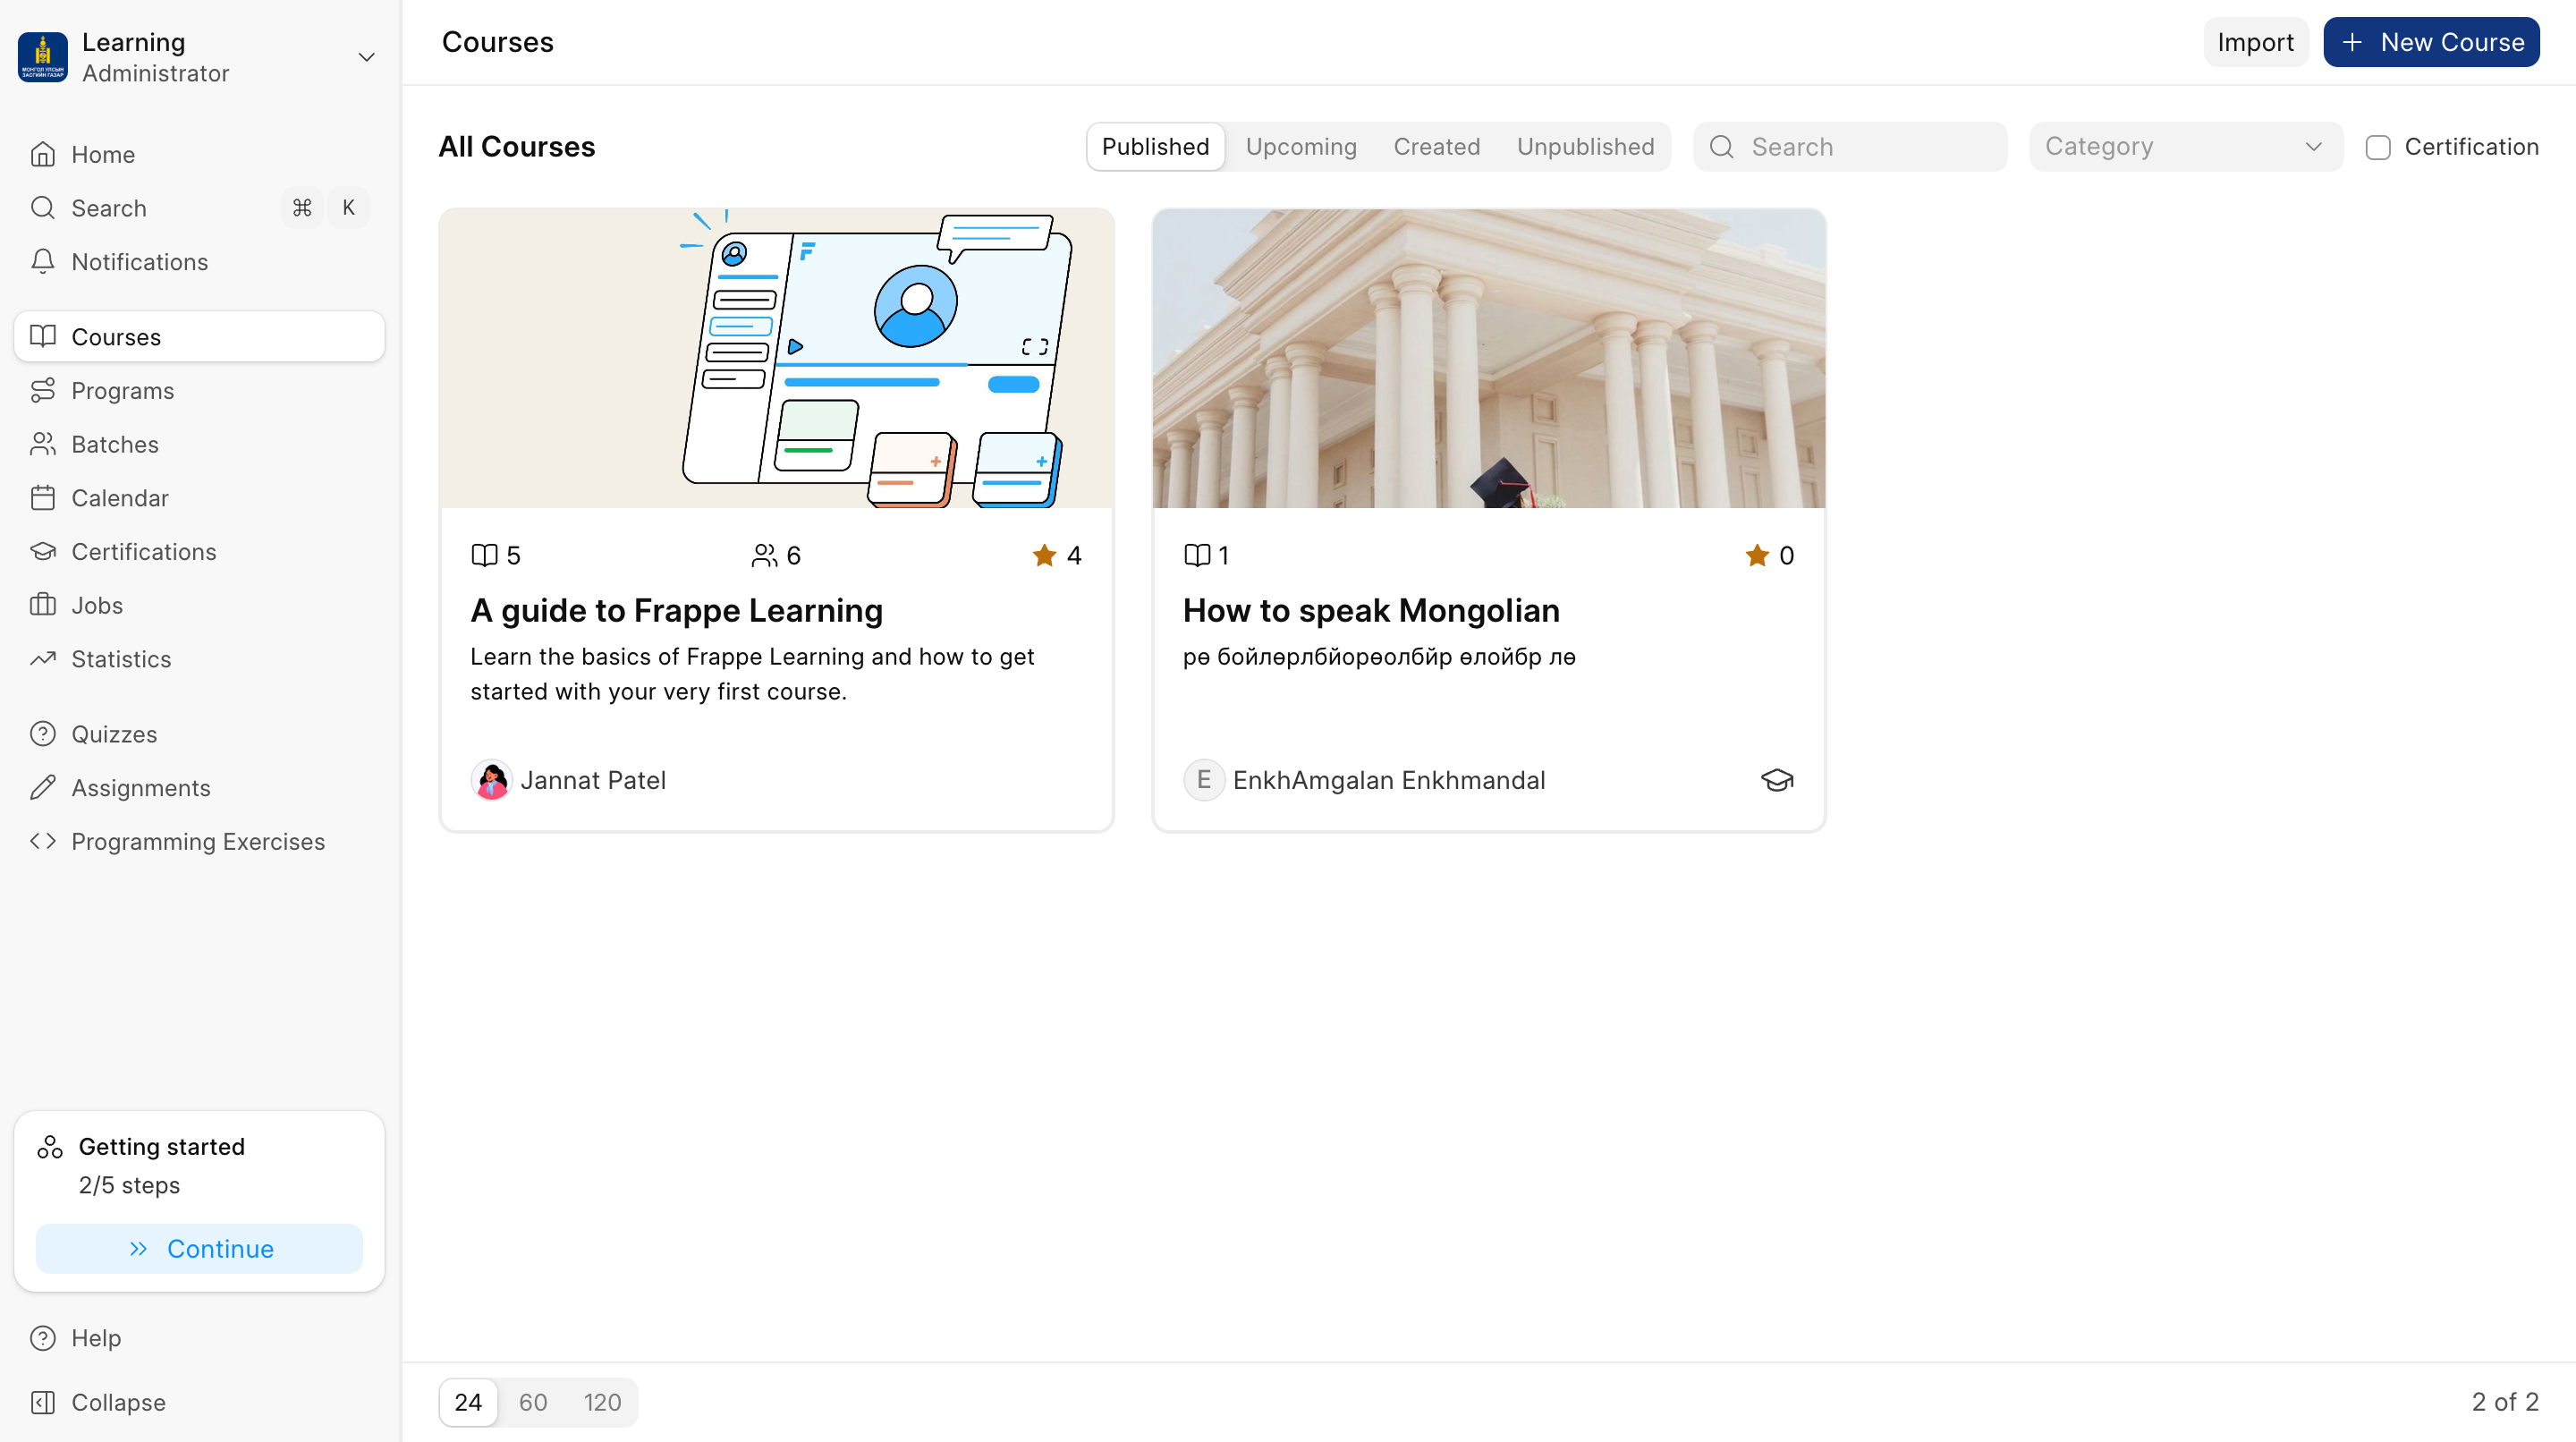 МОНГОЛ УЛСЫН
ЗАСГИЙН ГАЗАР
Learning
Administrator
Home
Search
⌘ K
Notifications
Courses
Programs
Batches
Calendar
Certifications
Jobs
Statistics
Quizzes
Assignments
Programming Exercises
Getting started
2/5 steps
Continue
Help
Collapse
Courses
Import
+ New Course
All Courses
Published Upcoming Created Unpublished
Search
Category
Certification
5 6 4
A guide to Frappe Learning
Learn the basics of Frappe Learning and how to get
started with your very first course.
Jannat Patel
1 0
How to speak Mongolian
рө бойлөрлбйорөолбйр өлойбр лө
E EnkhAmgalan Enkhmandal
24 60 120
2 of 2